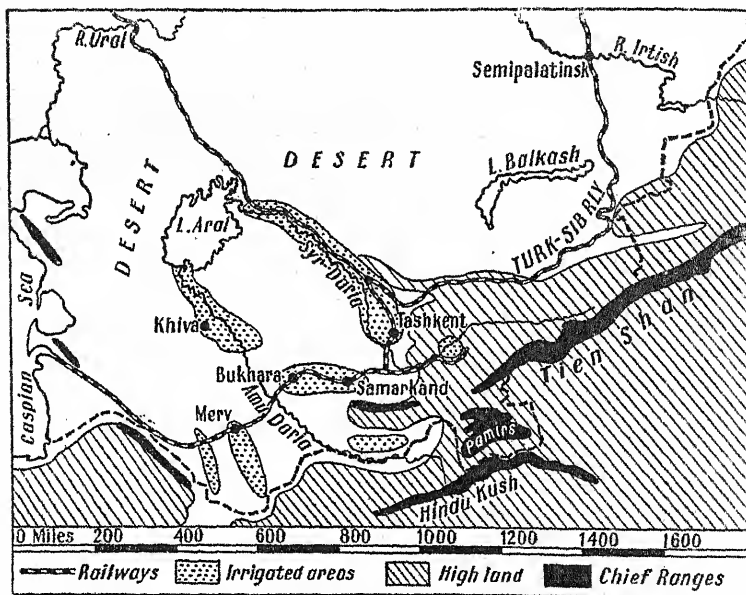 R. Ural
Semipalatinsk
R. Irtish
DESERT
L. Balkash
DESERT
L. Aral
TURK-SIB RLY
Syr-Daria
Sea
Khiva
Tashkent
Tien Shan
Bukhara
Samarkand
Caspian
Merv
Amu Daria
Pamirs
Hindu Kush
0 Miles 200 400 600 800 1000 1200 1400 1600
Railways Irrigated areas High land Chief Ranges